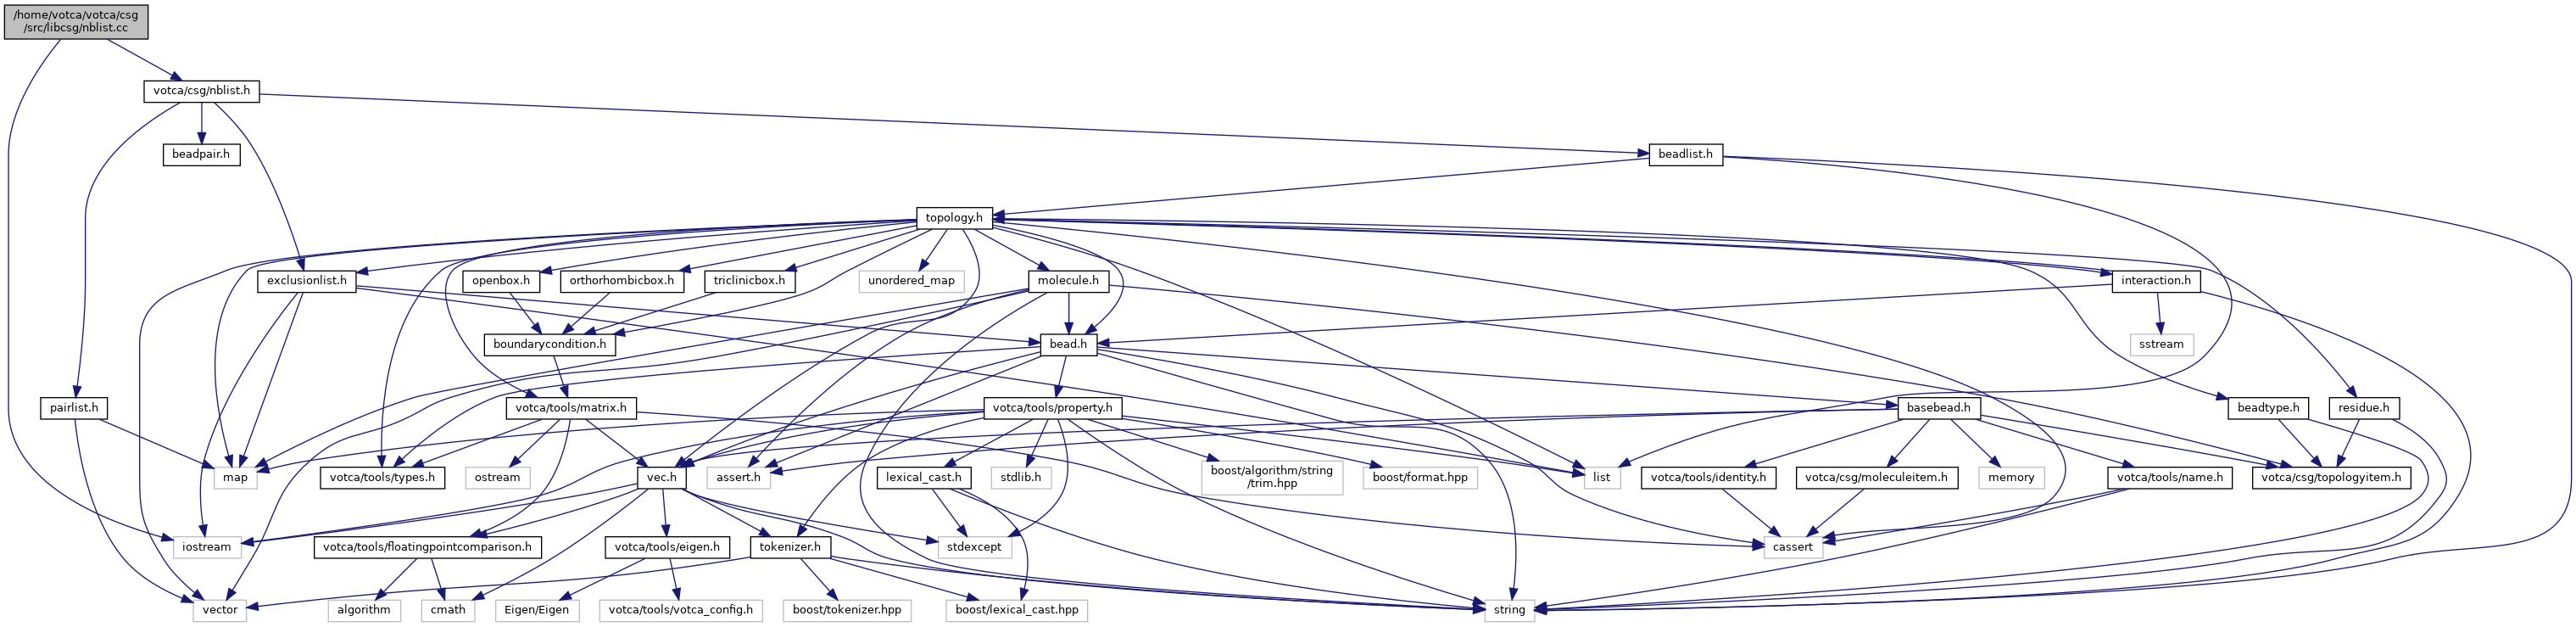 /home/votca/votca/csg
/src/libcsg/nblist.cc
votca/csg/nblist.h
beadpair.h
beadlist.h
topology.h
exclusionlist.h
openbox.h
orthorhombicbox.h
triclinicbox.h
unordered_map
molecule.h
interaction.h
boundarycondition.h
bead.h
sstream
pairlist.h
votca/tools/matrix.h
votca/tools/property.h
basebead.h
beadtype.h
residue.h
map
votca/tools/types.h
ostream
vec.h
assert.h
lexical_cast.h
stdlib.h
boost/algorithm/string
/trim.hpp
boost/format.hpp
list
votca/tools/identity.h
votca/csg/moleculeitem.h
memory
votca/tools/name.h
votca/csg/topologyitem.h
iostream
votca/tools/floatingpointcomparison.h
votca/tools/eigen.h
tokenizer.h
stdexcept
cassert
vector
algorithm
cmath
Eigen/Eigen
votca/tools/votca_config.h
boost/tokenizer.hpp
boost/lexical_cast.hpp
string